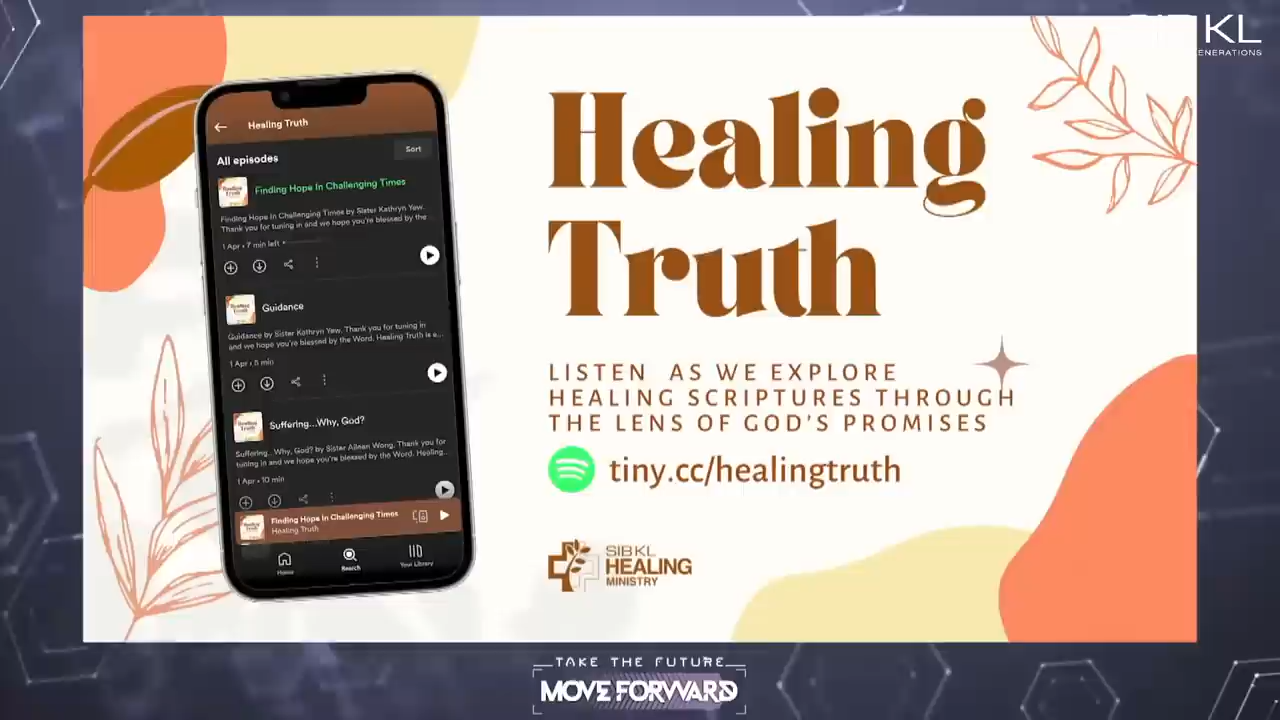 SIB KL
GENERATIONS
Healing Truth
All episodes
Sort
Finding Hope In Challenging Times
Finding Hope In Challenging Times by Sister Kathryn Yew.
Thank you for tuning in and we hope you're blessed by the
1 Apr • 7 min left
Guidance
Guidance by Sister Kathryn Yew. Thank you for tuning in
and we hope you're blessed by the Word. Healing Truth is a...
1 Apr • 5 min
Suffering...Why, God?
Suffering...Why, God? by Sister Aileen Wong. Thank you for
tuning in and we hope you're blessed by the Word. Healing...
1 Apr • 10 min
Finding Hope In Challenging Times
Healing Truth
Home
Search
Your Library
Healing
Truth
LISTEN AS WE EXPLORE
HEALING SCRIPTURES THROUGH
THE LENS OF GOD'S PROMISES
tiny.cc/healingtruth
SIBKL
HEALING
MINISTRY
TAKE THE FUTURE
MOVE FORWARD